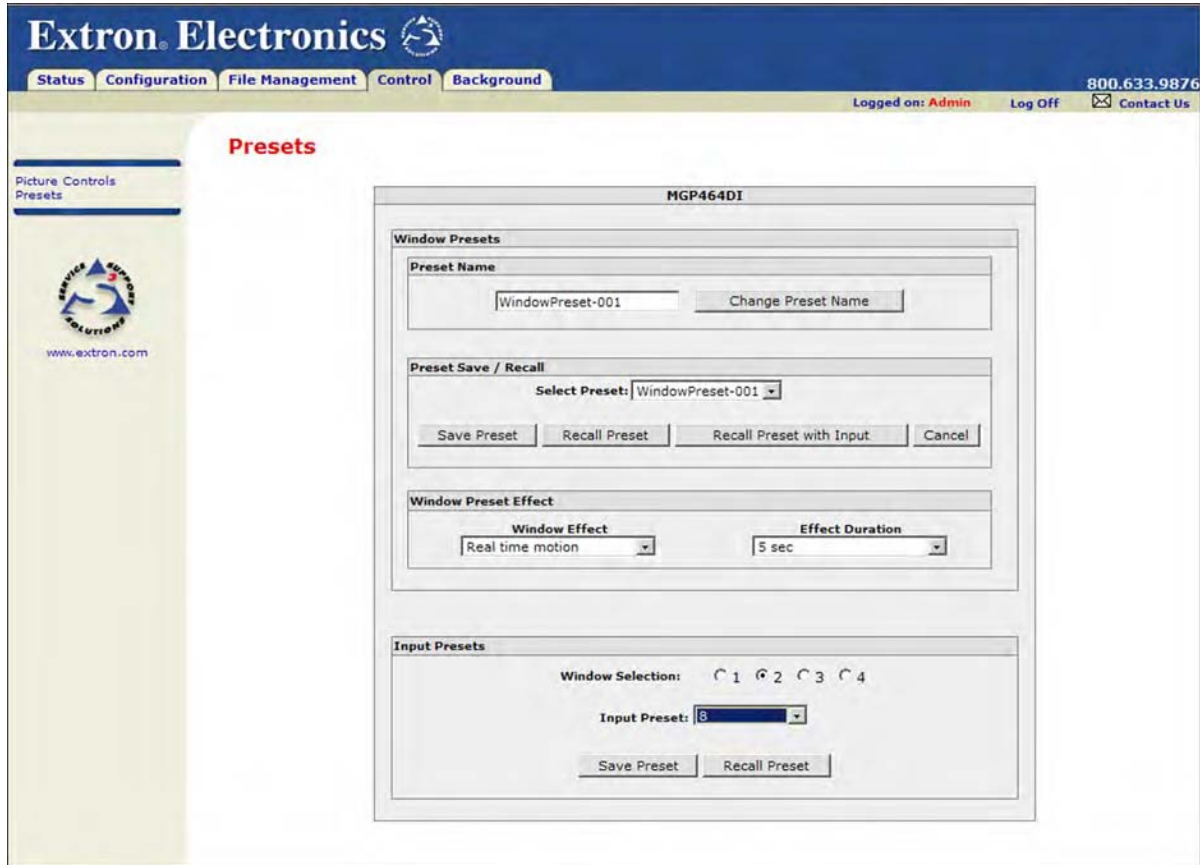 Extron® Electronics
Status Configuration File Management Control Background
800.633.9876
Logged on: Admin Log Off Contact Us
Presets
Picture Controls
Presets
SERVICE SUPPORT SOLUTIONS
3
www.extron.com
MGP464DI
Window Presets
Preset Name
WindowPreset-001 Change Preset Name
Preset Save / Recall
Select Preset: WindowPreset-001
Save Preset Recall Preset Recall Preset with Input Cancel
Window Preset Effect
Window Effect Effect Duration
Real time motion 5 sec
Input Presets
Window Selection: 1 2 3 4
Input Preset: 8
Save Preset Recall Preset